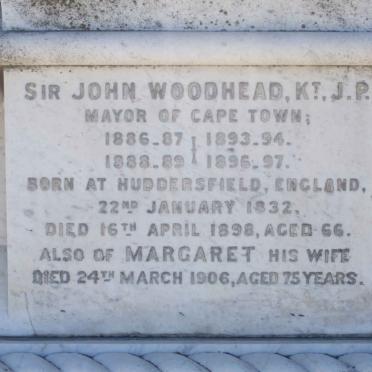 SIR JOHN WOODHEAD, KT, J.P.
MAYOR OF CAPE TOWN;
1886-87 1893-94.
1888-89 1896-97.
BORN AT HUDDERSFIELD, ENGLAND,
22ND JANUARY 1832.
DIED 16TH APRIL 1898, AGED 66.
ALSO OF MARGARET HIS WIFE
DIED 24TH MARCH 1906, AGED 75 YEARS.